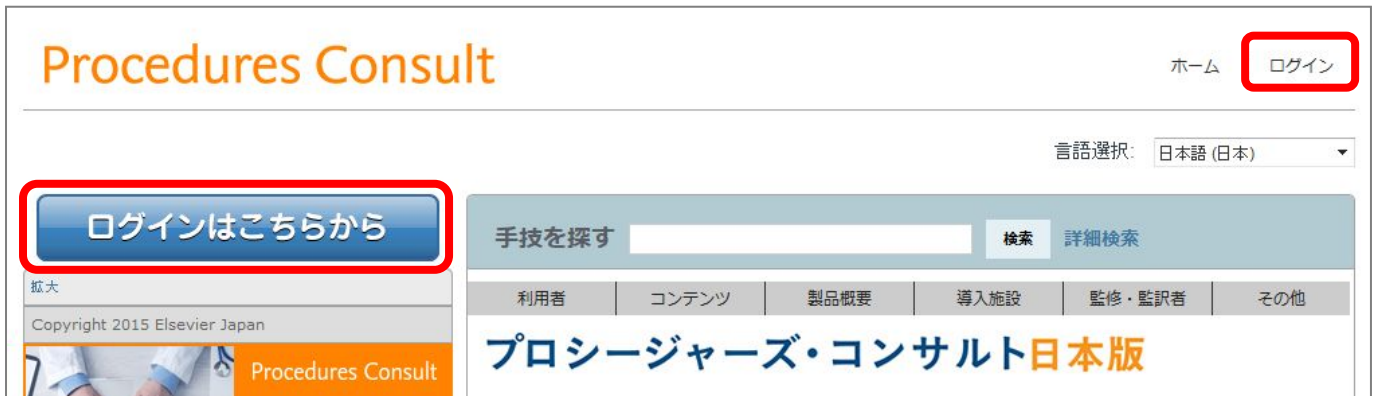 Procedures Consult
ホーム ログイン
言語選択: 日本語 (日本)
ログインはこちらから
手技を探す 検索 詳細検索
拡大
利用者 コンテンツ 製品概要 導入施設 監修・監訳者 その他
Copyright 2015 Elsevier Japan
プロシージャーズ・コンサルト日本版
Procedures Consult